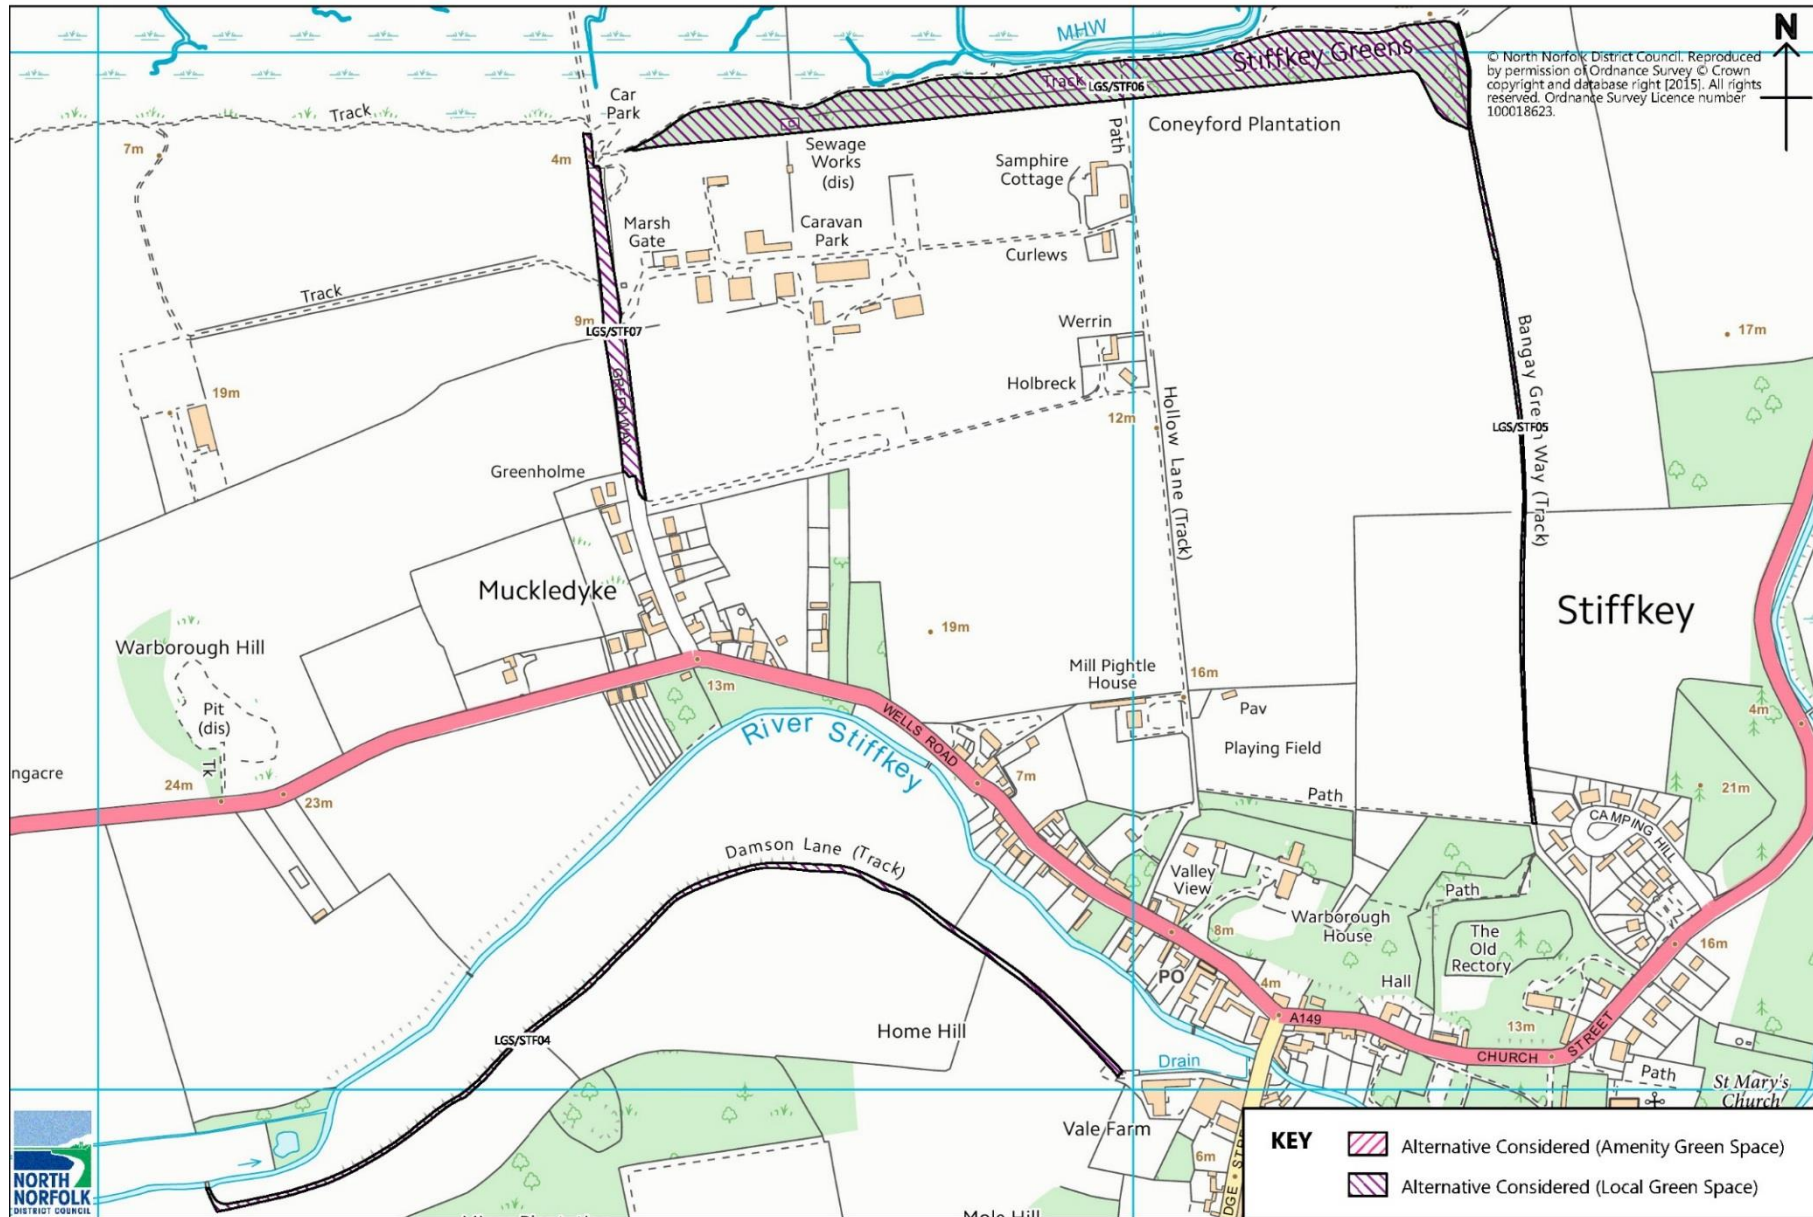 MHW
Stiffkey Greens
N
© North Norfolk District Council. Reproduced
by permission of Ordnance Survey © Crown
copyright and database right [2015]. All rights
reserved. Ordnance Survey Licence number
100018623.
Track
Car
Park
Track
LGS/STF06
7m
4m
Path
Coneyford Plantation
Sewage
Works
(dis)
Samphire
Cottage
Marsh
Gate
Caravan
Park
Curlews
Track
9m
LGS/STF07
Werrin
Bangay Green Way (Track)
17m
GREENWAY
Holbreck
19m
12m
Hollow Lane (Track)
LGS/STF05
Greenholme
Muckledyke
Stiffkey
Warborough Hill
19m
Mill Pightle
House
16m
13m
Pit
(dis)
WELLS ROAD
Pav
4m
River Stiffkey
Playing Field
ngacre
Tk
24m
23m
7m
Path
21m
CAMPING
HILL
Damson Lane (Track)
Valley
View
Path
Warborough
House
8m
The
Old
Rectory
16m
PO
4m
Hall
A149
13m
LGS/STF04
Home Hill
CHURCH
STREET
Drain
Path
St Mary's
Church
Vale Farm
6m
KEY
Alternative Considered (Amenity Green Space)
Alternative Considered (Local Green Space)
NORTH
NORFOLK
DISTRICT COUNCIL